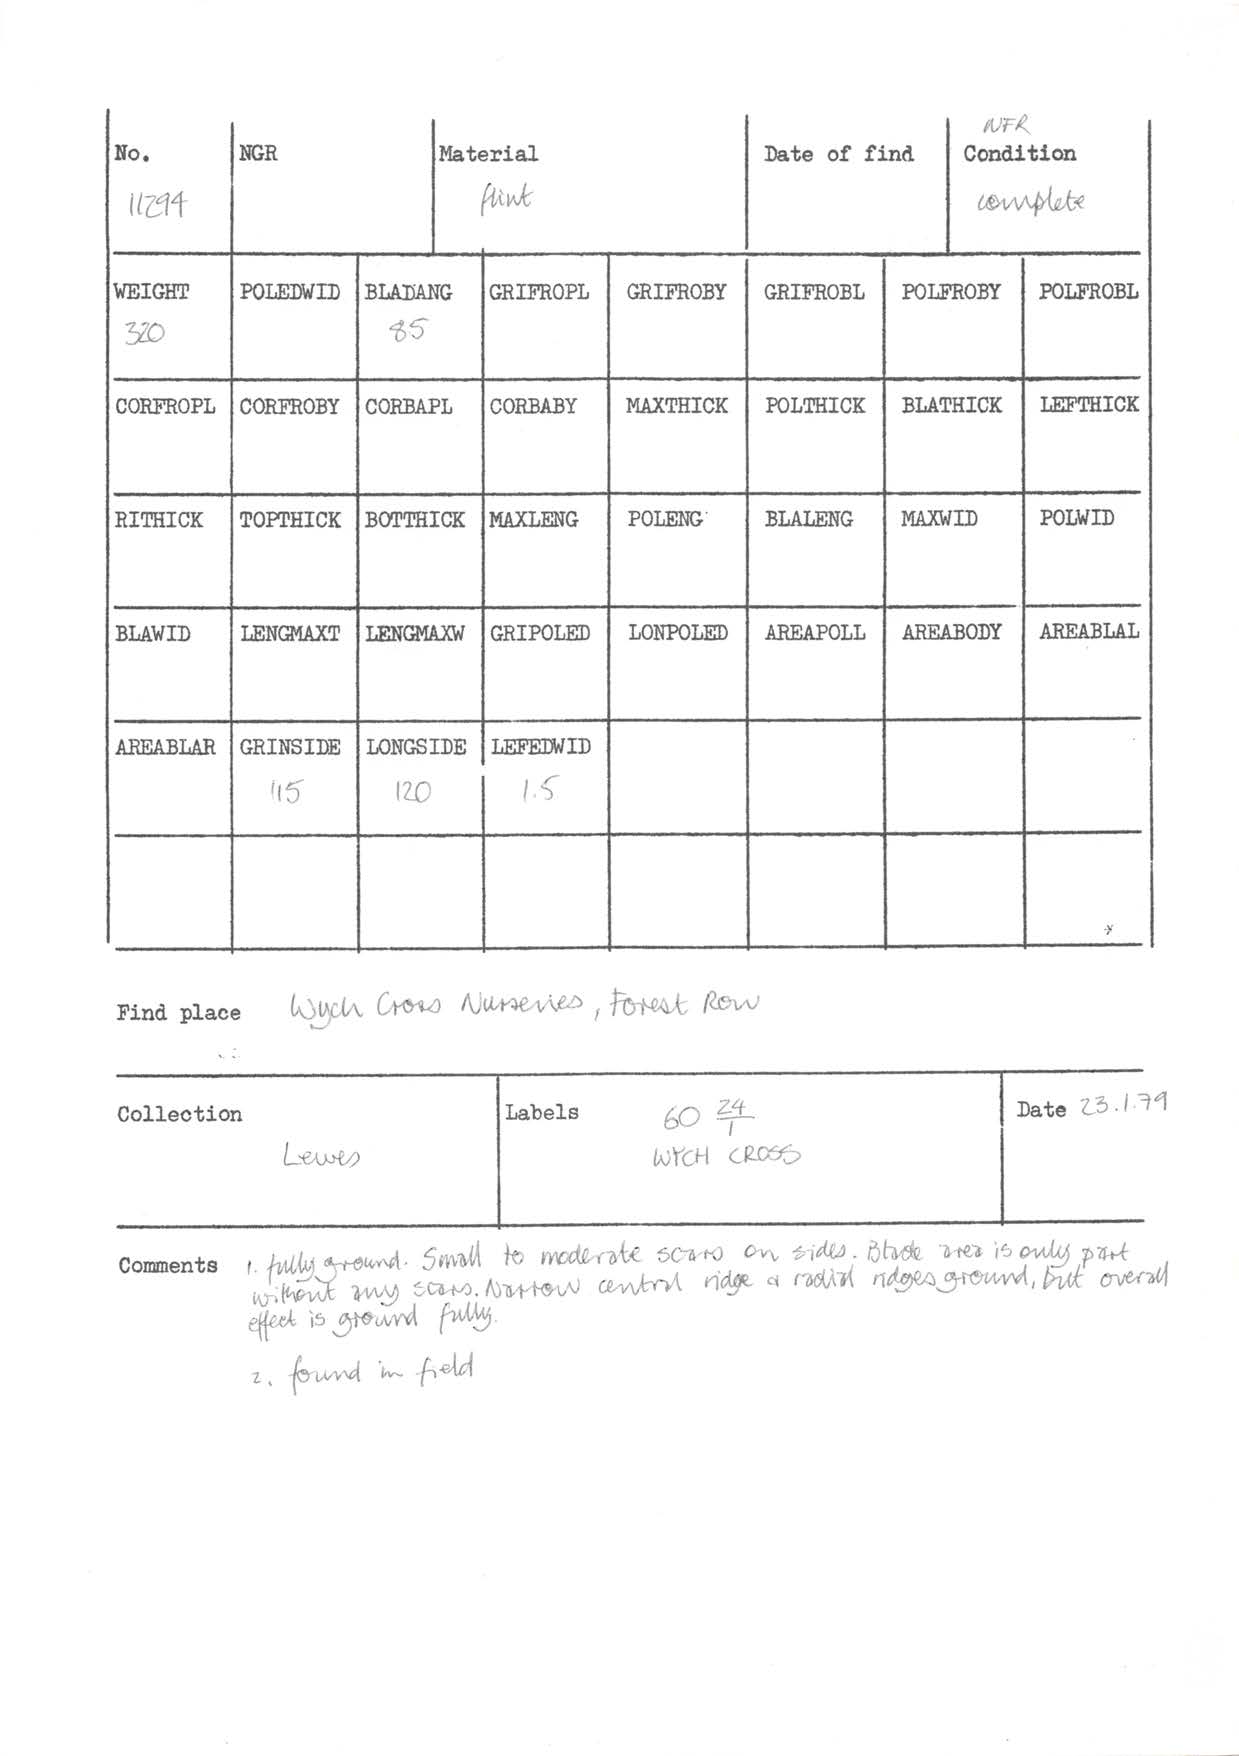 NFR
No. NGR Material Date of find Condition
11294 flint complete
WEIGHT POLEDWID BLADANG GRIFROPL GRIFROBY GRIFROBL POLFROBY POLFROBL
320 85
CORFROPL CORFROBY CORBAPL CORBABY MAXTHICK POLTHICK BLATHICK LEFTHICK
RITHICK TOPTHICK BOTTHICK MAXLENG POLENG BLALENG MAXWID POLWID
BLAWID LENGMAXT LENGMAXW GRIPOLED LONPOLED AREAPOLL AREABODY AREABLAL
AREABLAR GRINSIDE LONGSIDE LEFEDWID
115 120 1.5
Find place Wych Cross Nurseries, Forest Row
Collection Labels 60 24/1 Date 23.1.79
Lewes WYCH CROSS
Comments 1. fully ground. Small to moderate scars on sides. Blade area is only part
without any scars. Narrow central ridge & radial ridges ground, but overall
effect is ground fully.
2. found in field